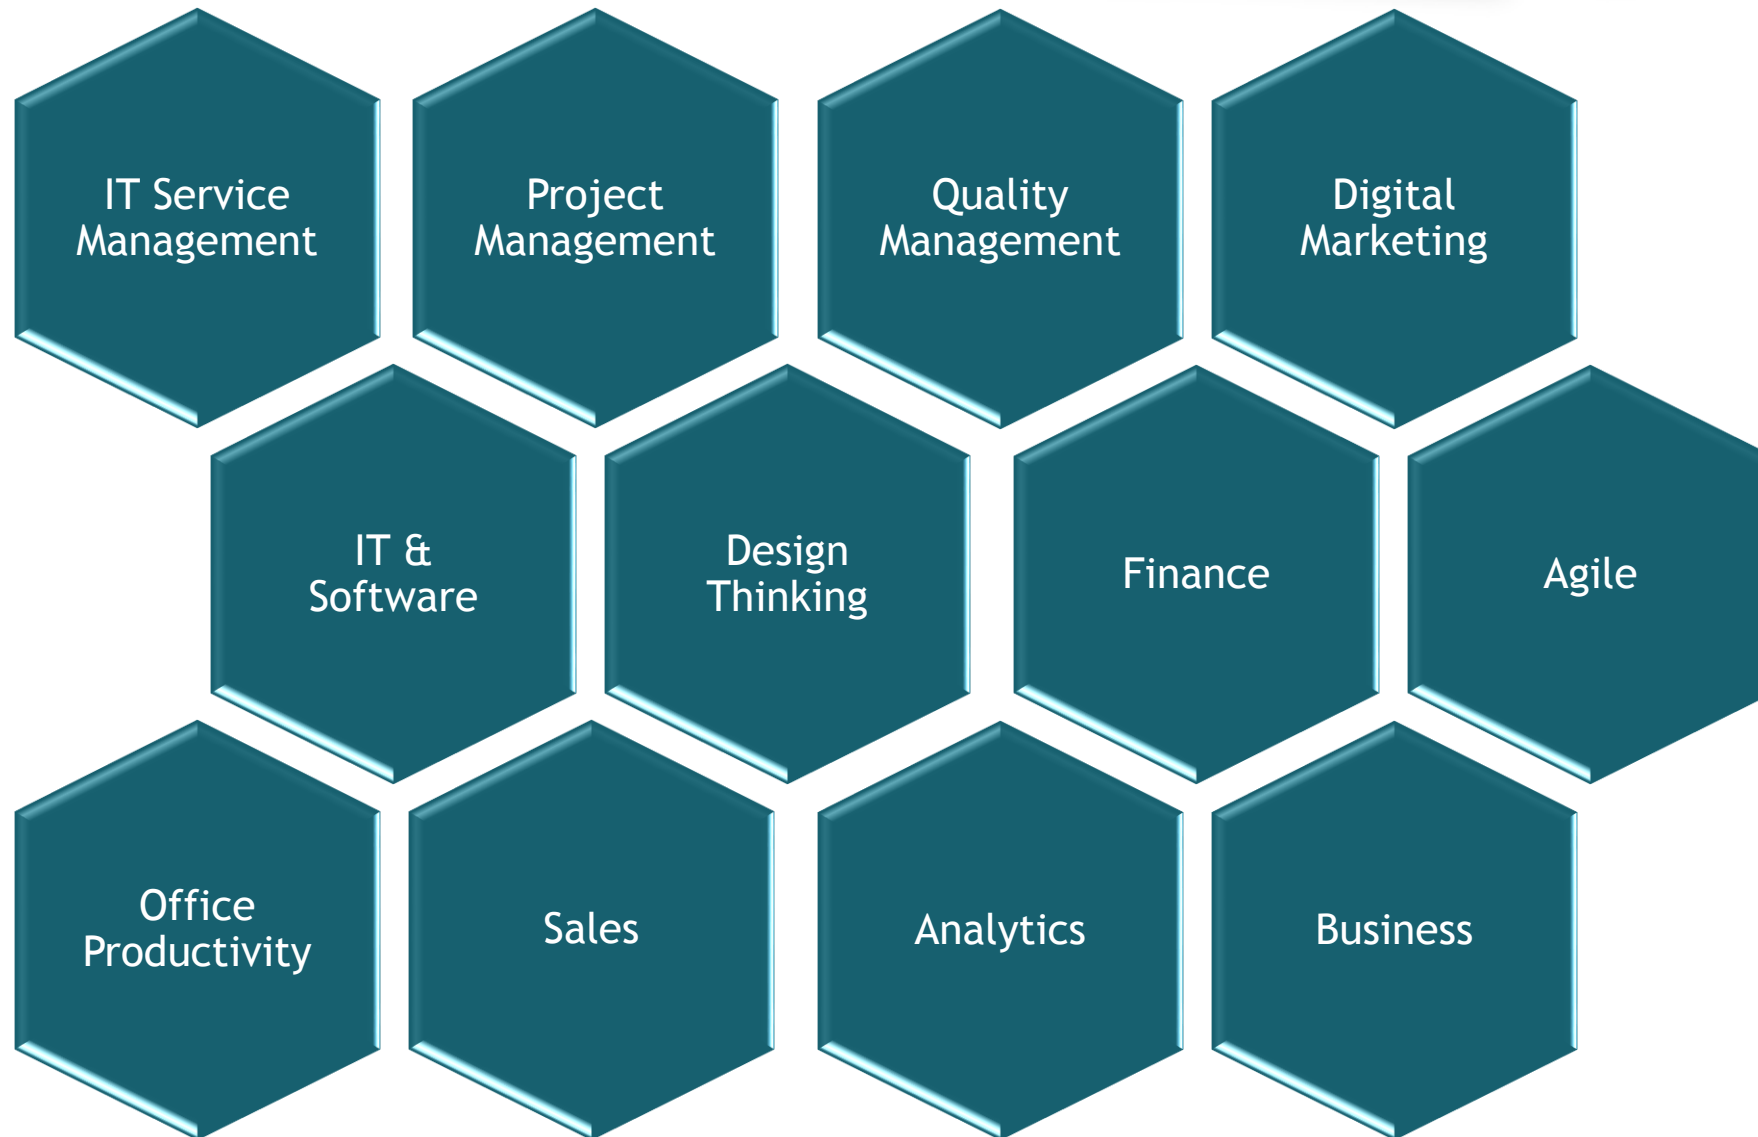 IT Service
Management
Project
Management
Quality
Management
Digital
Marketing
IT &
Software
Design
Thinking
Finance
Agile
Office
Productivity
Sales
Analytics
Business